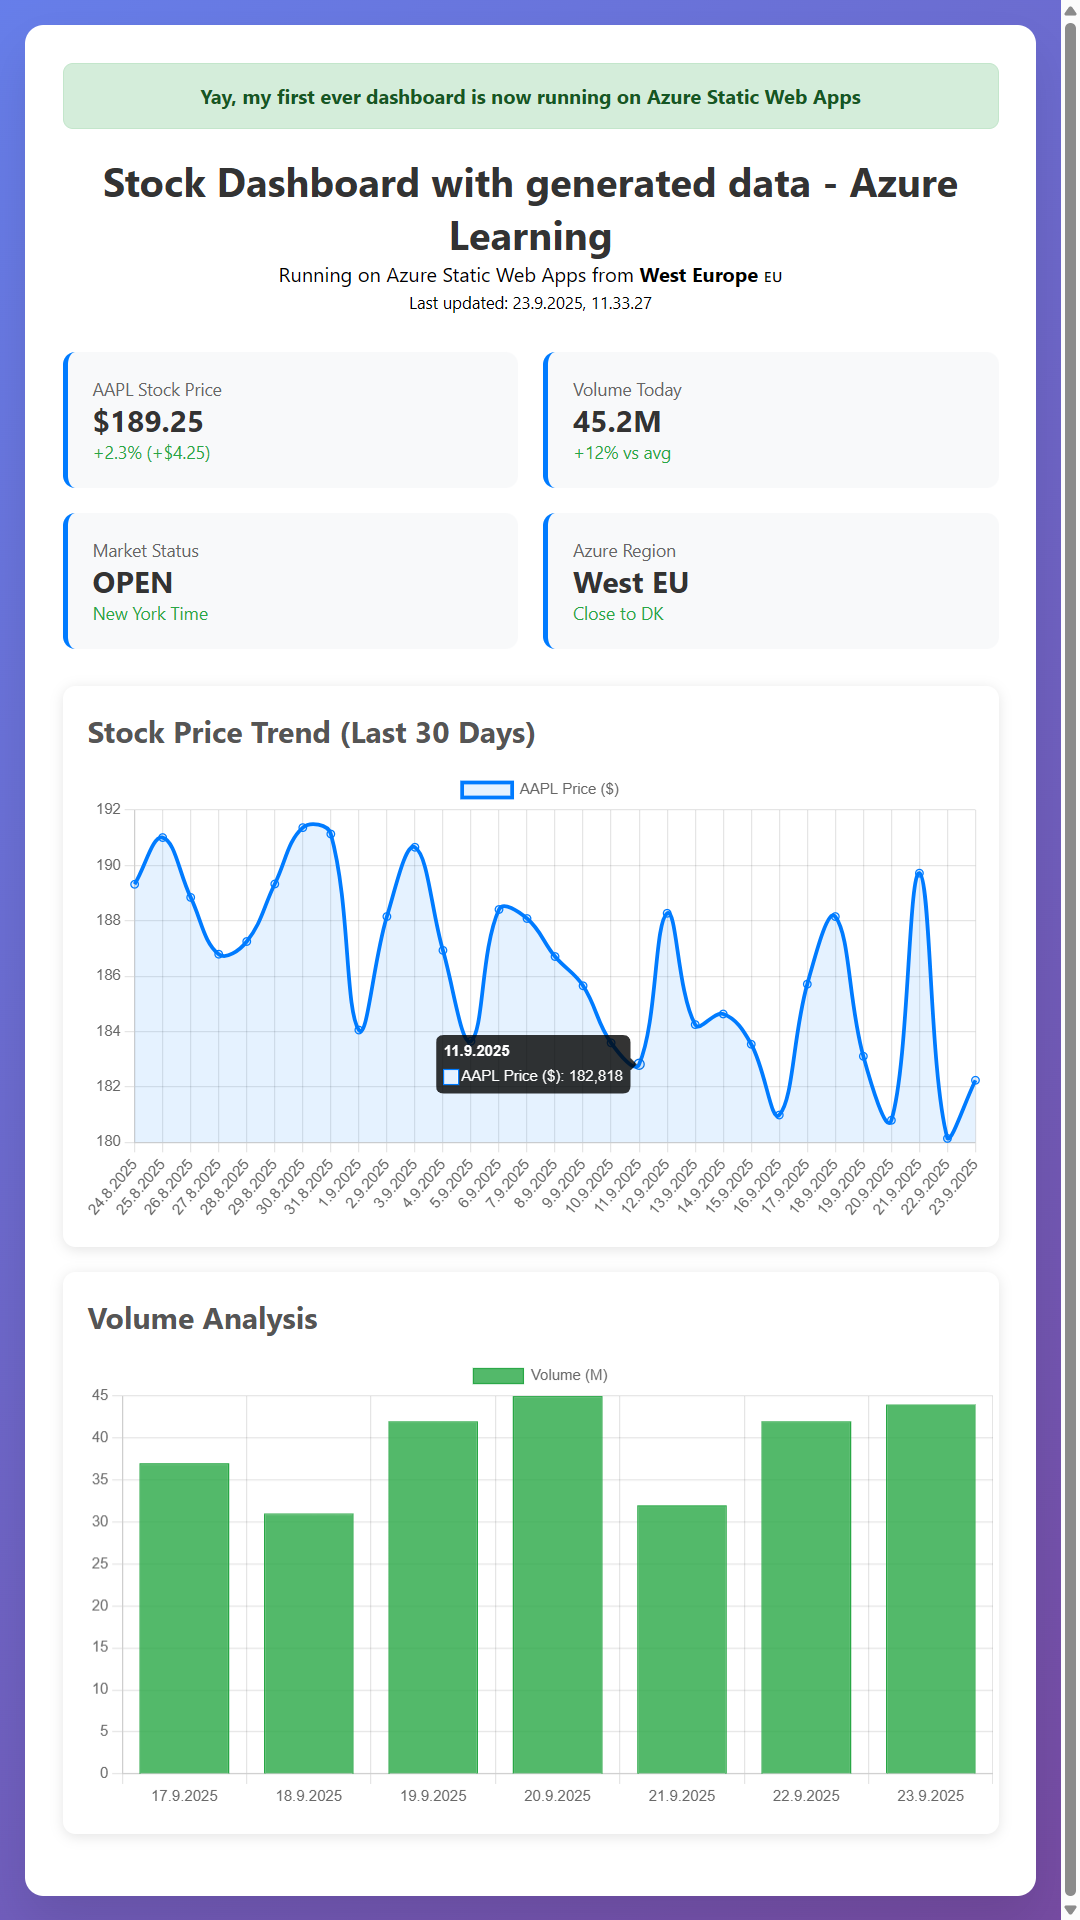 Yay, my first ever dashboard is now running on Azure Static Web Apps
Stock Dashboard with generated data - Azure
Learning
Running on Azure Static Web Apps from West Europe EU
Last updated: 23.9.2025, 11.33.27
AAPL Stock Price
$189.25
+2.3% (+$4.25)
Volume Today
45.2M
+12% vs avg
Market Status
OPEN
New York Time
Azure Region
West EU
Close to DK
Stock Price Trend (Last 30 Days)
AAPL Price ($)
192
190
188
186
184
182
180
11.9.2025
AAPL Price ($): 182,818
24.8.2025
25.8.2025
26.8.2025
27.8.2025
28.8.2025
29.8.2025
30.8.2025
31.8.2025
1.9.2025
2.9.2025
3.9.2025
4.9.2025
5.9.2025
6.9.2025
7.9.2025
8.9.2025
9.9.2025
10.9.2025
11.9.2025
12.9.2025
13.9.2025
14.9.2025
15.9.2025
16.9.2025
17.9.2025
18.9.2025
19.9.2025
20.9.2025
21.9.2025
22.9.2025
23.9.2025
Volume Analysis
Volume (M)
45
40
35
30
25
20
15
10
5
0
17.9.2025
18.9.2025
19.9.2025
20.9.2025
21.9.2025
22.9.2025
23.9.2025